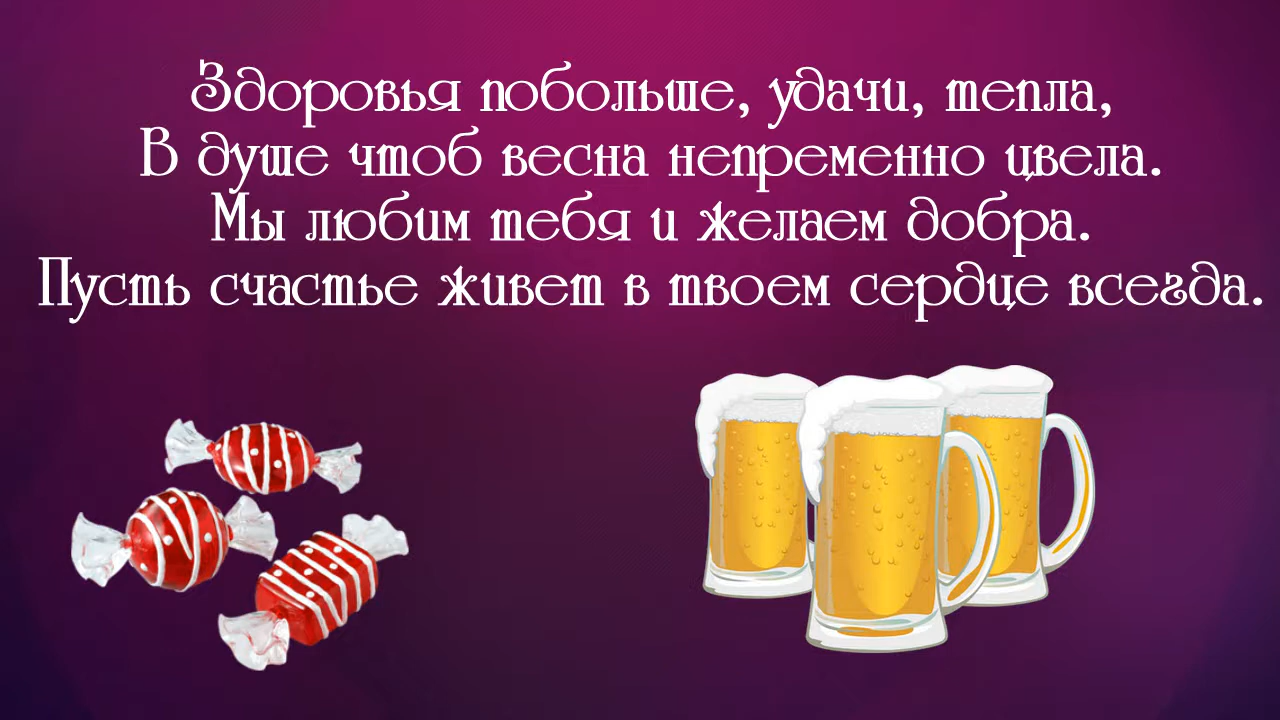 Здоровья побольше, удачи, тепла,
В душе чтоб весна непременно цвела.
Мы любим тебя и желаем добра.
Пусть счастье живет в твоем сердце всегда.